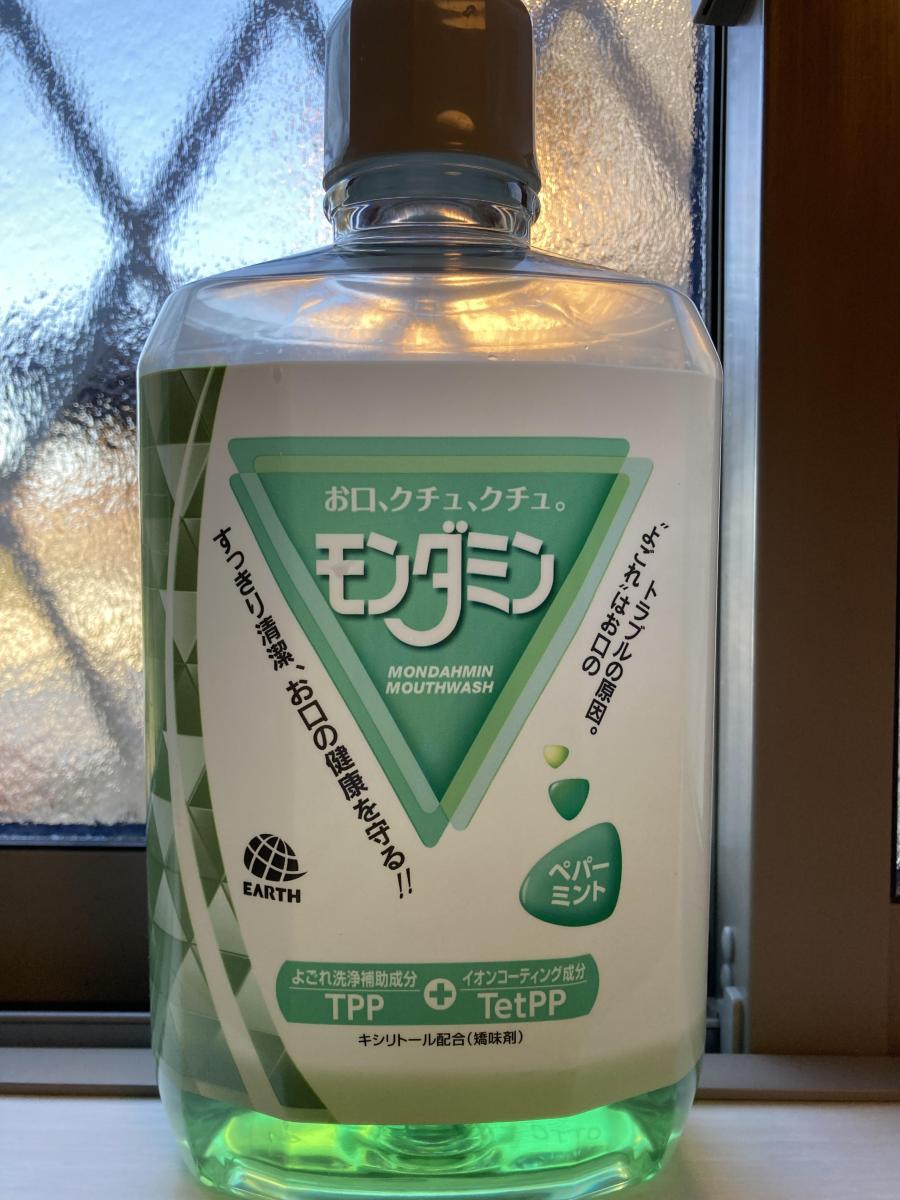 お口、クチュ、クチュ。
モンダミン
MONDAHMIN
MOUTHWASH
すっきり清潔、お口の健康を守る!!
"よごれ"はお口の
トラブルの原因。
ペパー
ミント
EARTH
よごれ洗浄補助成分
TPP
+
イオンコーティング成分
TetPP
キシリトール配合(矯味剤)